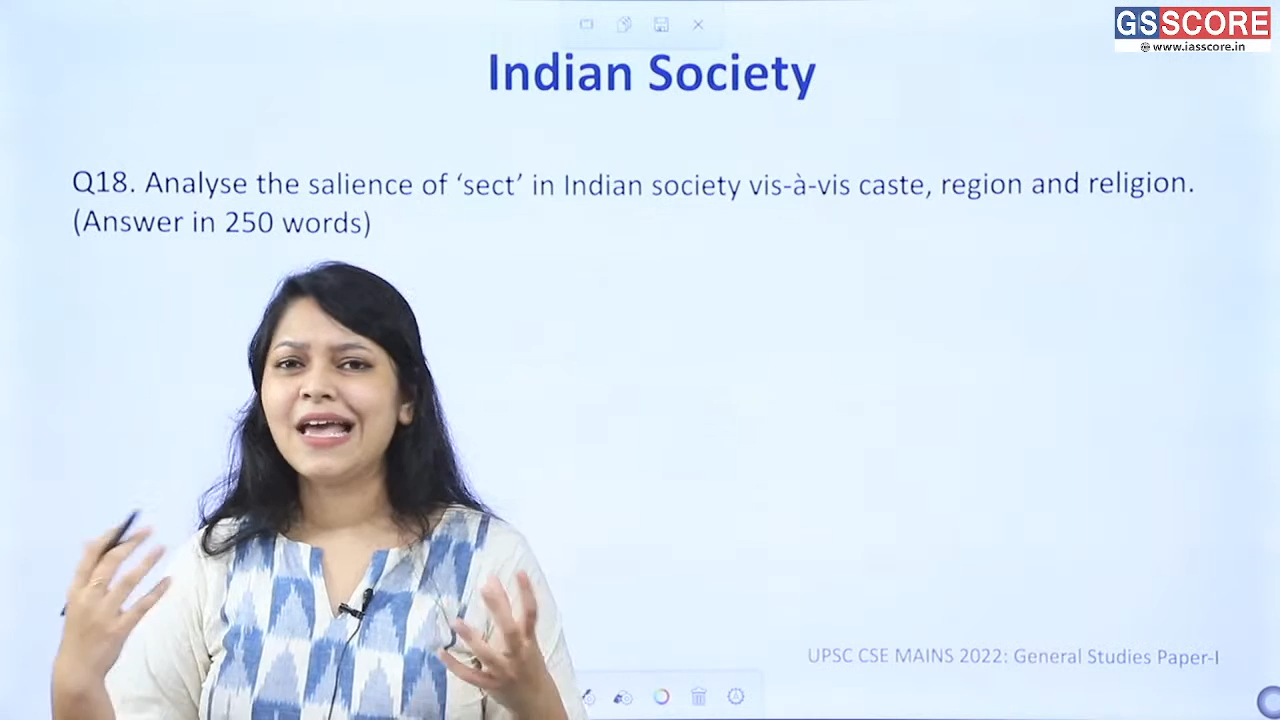 GSSCORE
www.iasscore.in
Indian Society
Q18. Analyse the salience of ‘sect’ in Indian society vis-à-vis caste, region and religion.
(Answer in 250 words)
UPSC CSE MAINS 2022: General Studies Paper-I